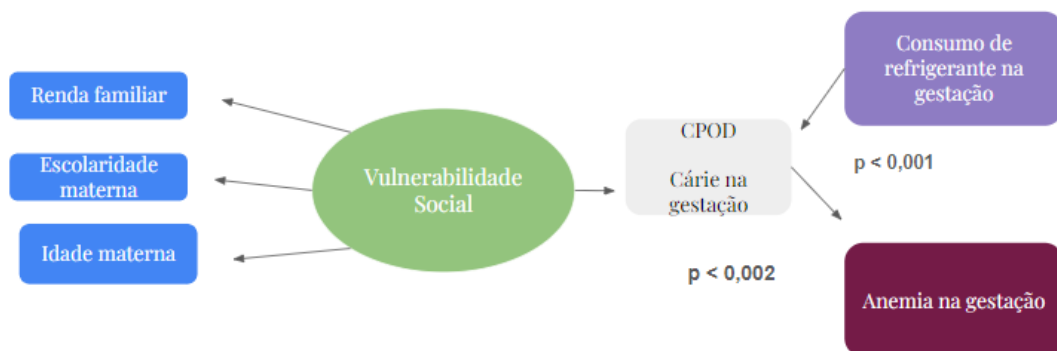 Renda familiar
Escolaridade
materna
Idade materna
Vulnerabilidade
Social
CPOD
Cárie na
gestação
p < 0,002
Consumo de
refrigerante na
gestação
p < 0,001
Anemia na gestação